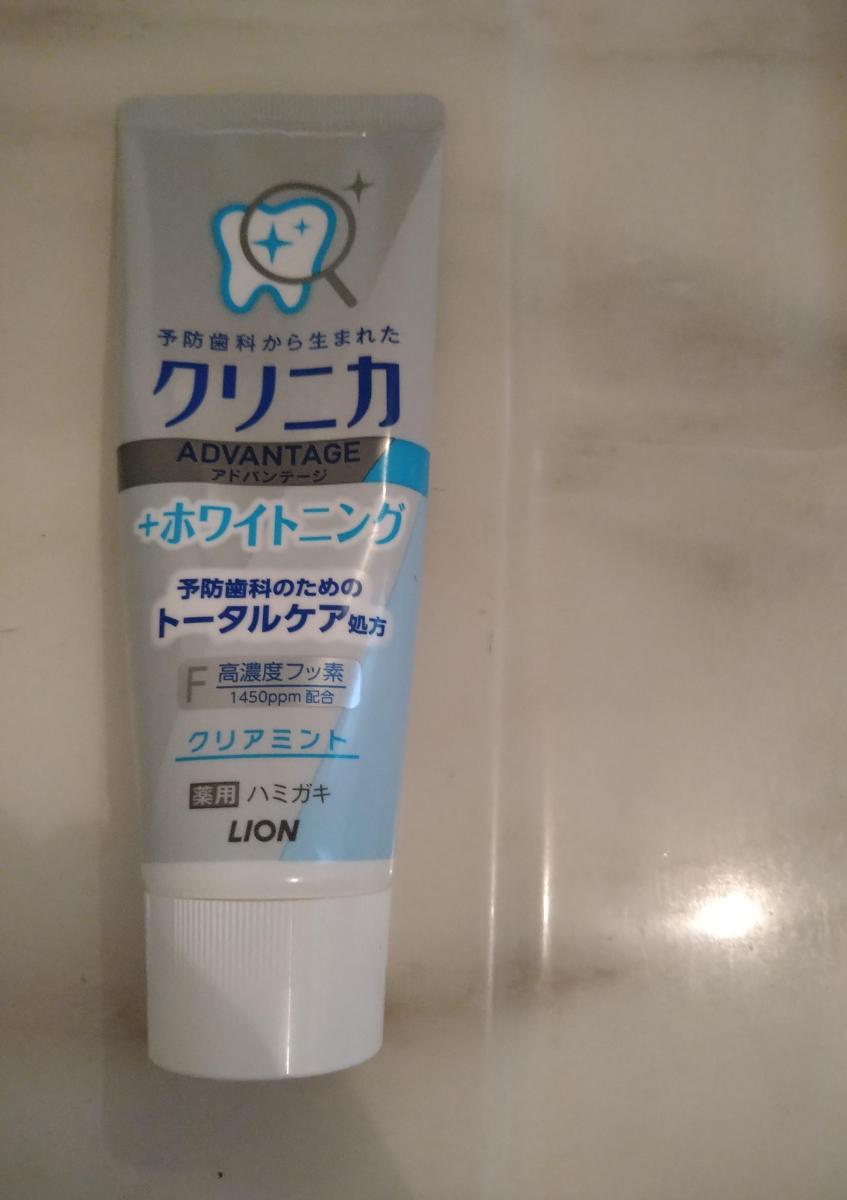 予防歯科から生まれた
クリニカ
ADVANTAGE
アドバンテージ
+ホワイトニング
予防歯科のための
トータルケア処方
F 高濃度フッ素
1450ppm 配合
クリアミント
薬用 ハミガキ
LION